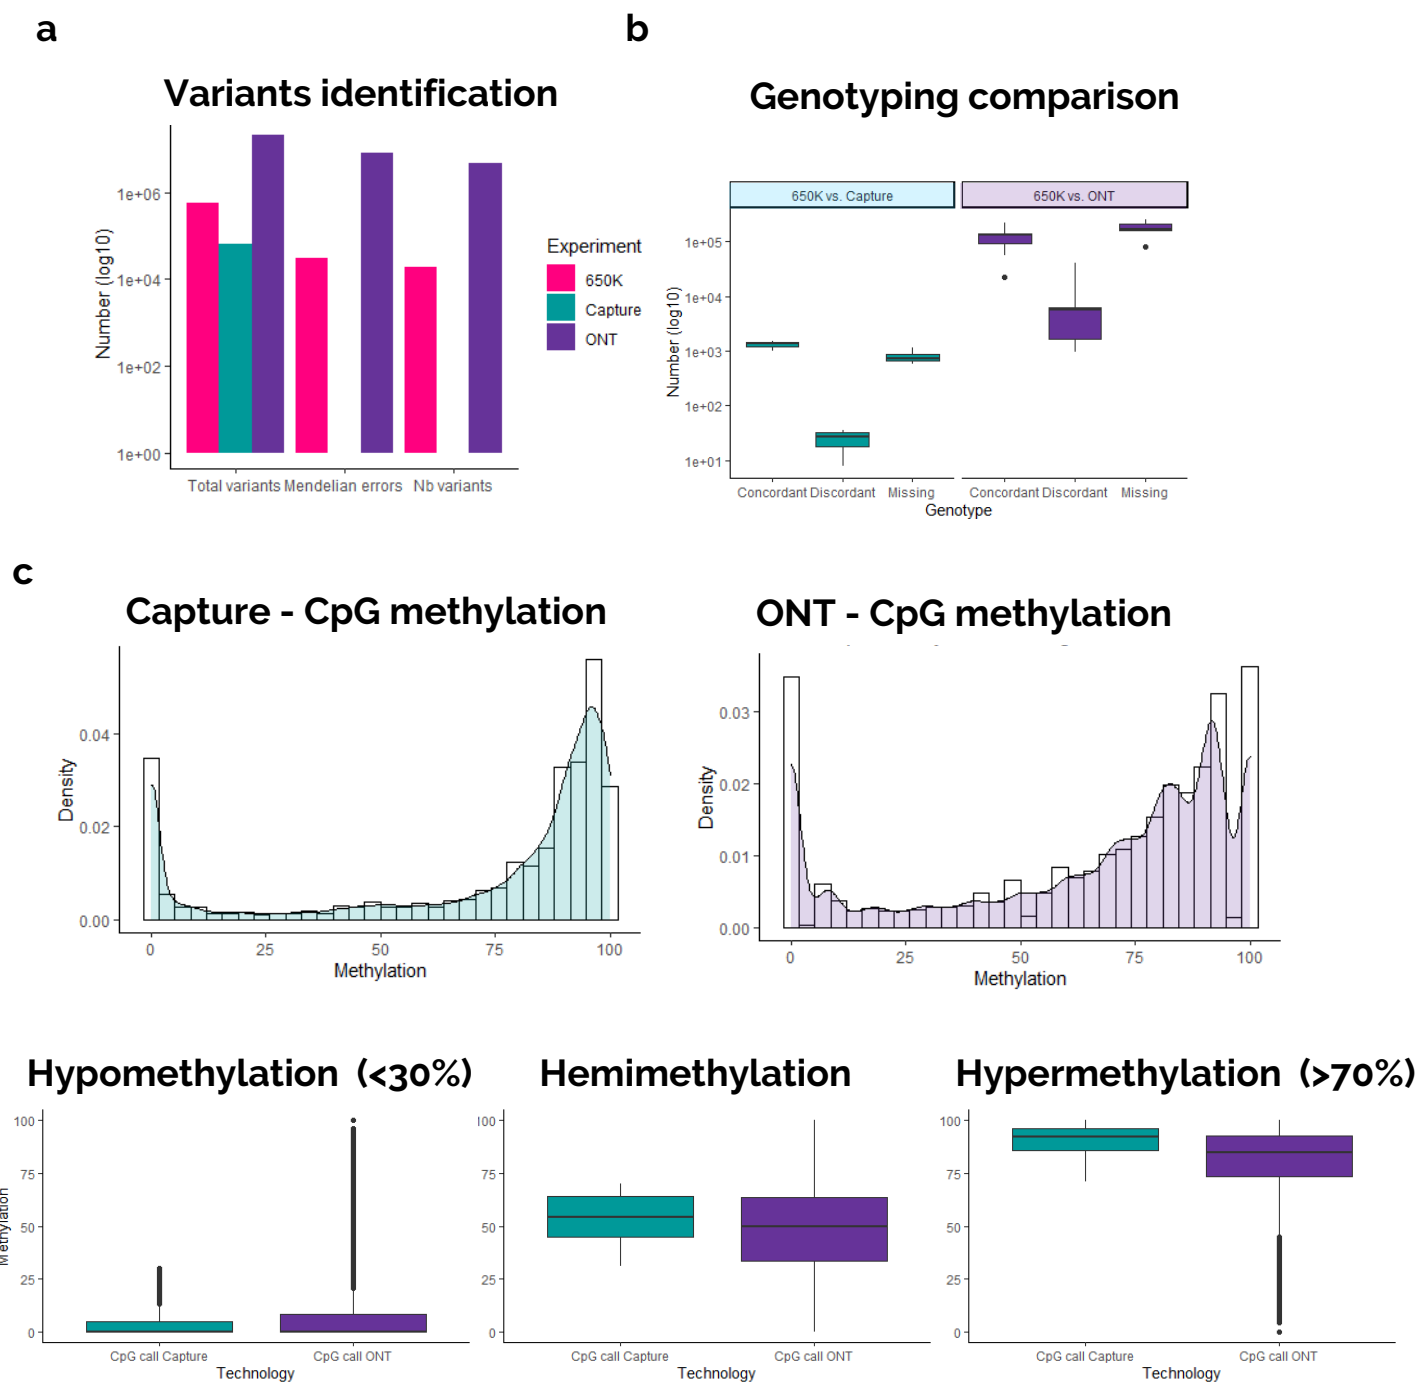 a
b
Variants identification
Genotyping comparison
Number (log10)
1e+06
1e+04
1e+02
1e+00
Total variants Mendelian errors Nb variants
Experiment
650K
Capture
ONT
650K vs. Capture
650K vs. ONT
Number (log10)
1e+05
1e+04
1e+03
1e+02
1e+01
Concordant Discordant Missing
Concordant Discordant Missing
Genotype
c
Capture - CpG methylation
ONT - CpG methylation
Density
0.04
0.02
0.00
0 25 50 75 100
Methylation
Density
0.03
0.02
0.01
0.00
0 25 50 75 100
Methylation
Hypomethylation (<30%)
Hemimethylation
Hypermethylation (>70%)
Methylation
100
75
50
25
0
CpG call Capture CpG call ONT
Technology
100
75
50
25
0
CpG call Capture CpG call ONT
Technology
100
75
50
25
0
CpG call Capture CpG call ONT
Technology